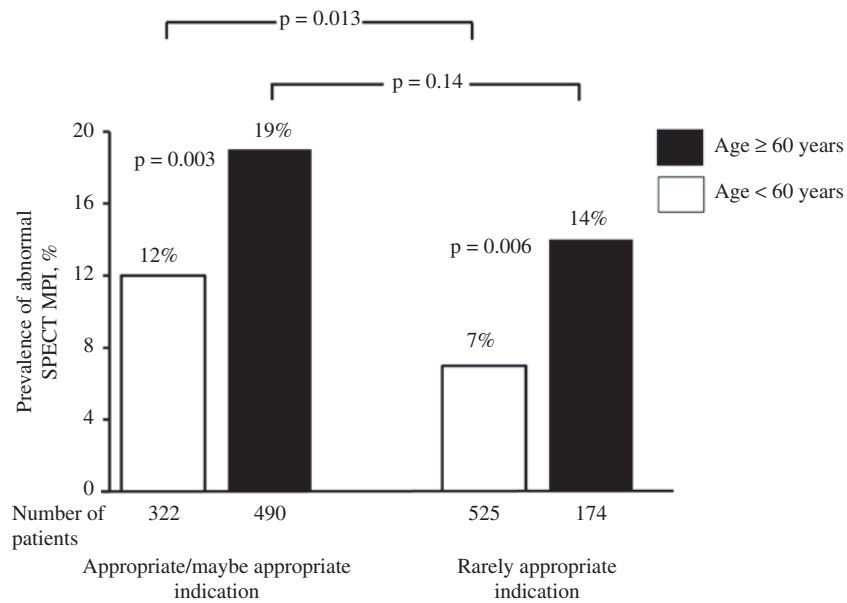 p = 0.013
p = 0.14
20
19%
p = 0.003
Age ≥ 60 years
Age < 60 years
16
14%
12%
p = 0.006
12
7%
8
4
0
Prevalence of abnormal
SPECT MPI, %
Number of
patients
322
490
525
174
Appropriate/maybe appropriate
indication
Rarely appropriate
indication